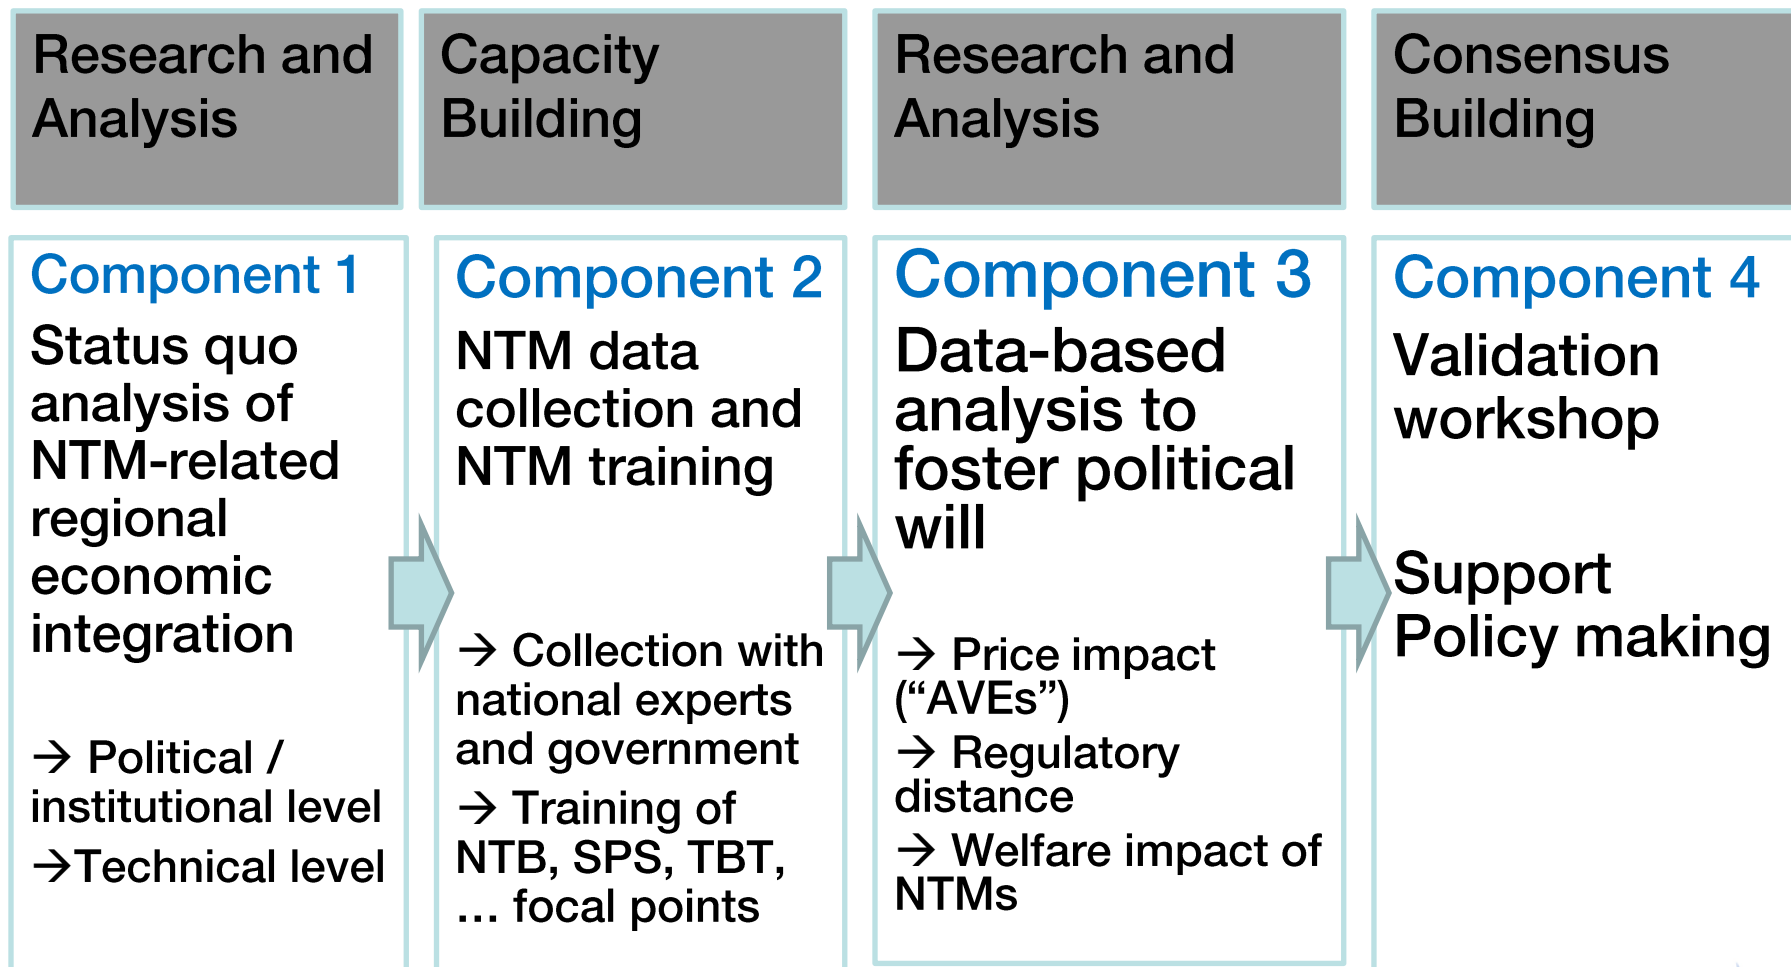 Research and
Analysis
Capacity
Building
Research and
Analysis
Consensus
Building
Component 1
Status quo
analysis of
NTM-related
regional
economic
integration
→ Political /
institutional level
→Technical level
Component 2
NTM data
collection and
NTM training
→ Collection with
national experts
and government
→ Training of
NTB, SPS, TBT,
... focal points
Component 3
Data-based
analysis to
foster political
will
→ Price impact
(“AVEs”)
→ Regulatory
distance
→ Welfare impact of
NTMs
Component 4
Validation
workshop
Support
Policy making